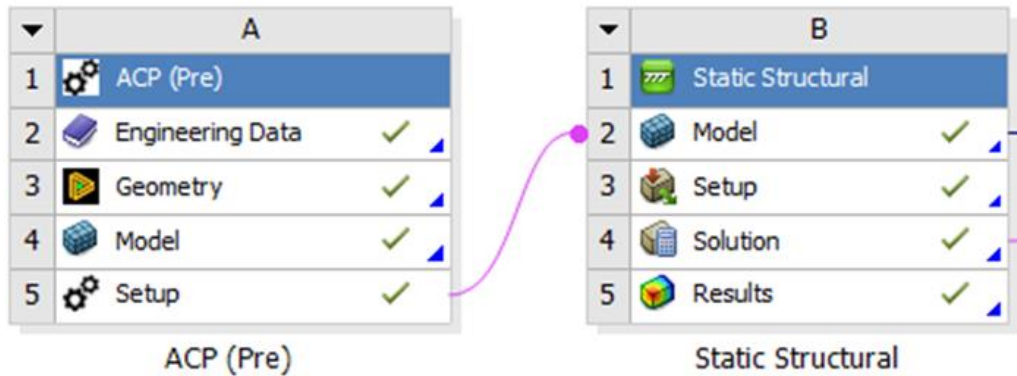 A
1 ACP (Pre)
2 Engineering Data
3 Geometry
4 Model
5 Setup
ACP (Pre)
B
1 Static Structural
2 Model
3 Setup
4 Solution
5 Results
Static Structural